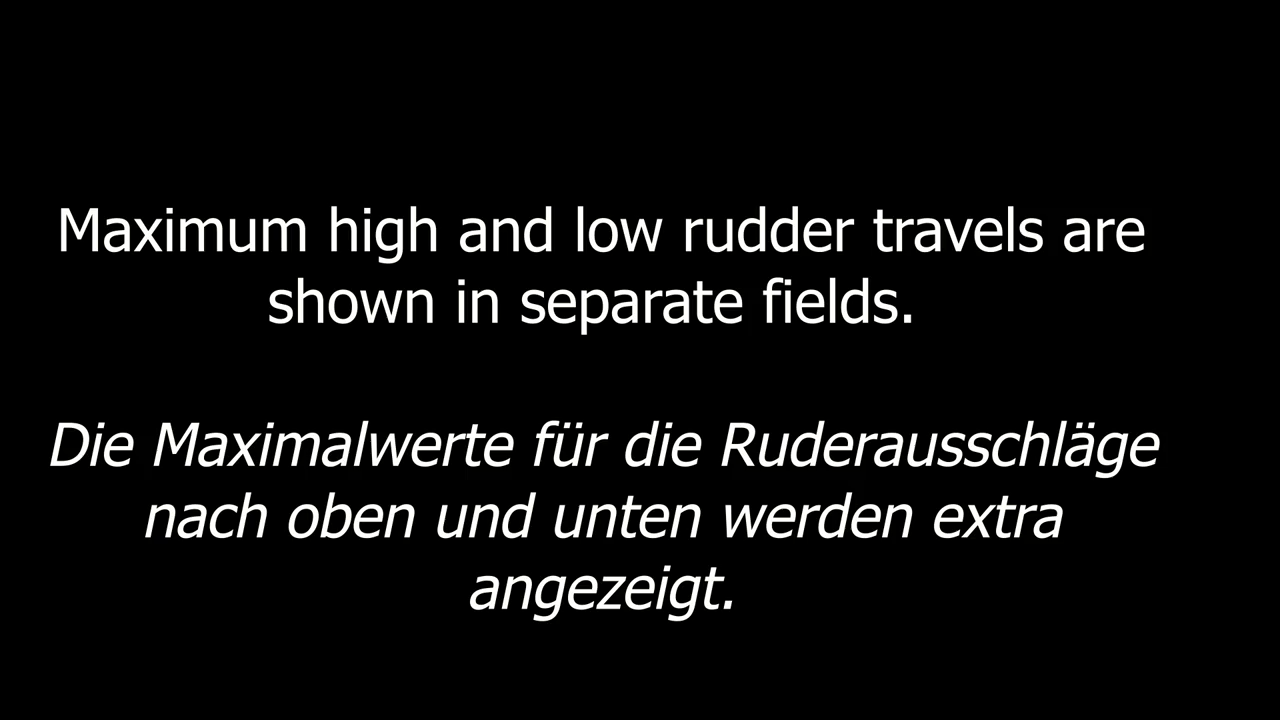 Maximum high and low rudder travels are
shown in separate fields.
Die Maximalwerte für die Ruderausschläge
nach oben und unten werden extra
angezeigt.